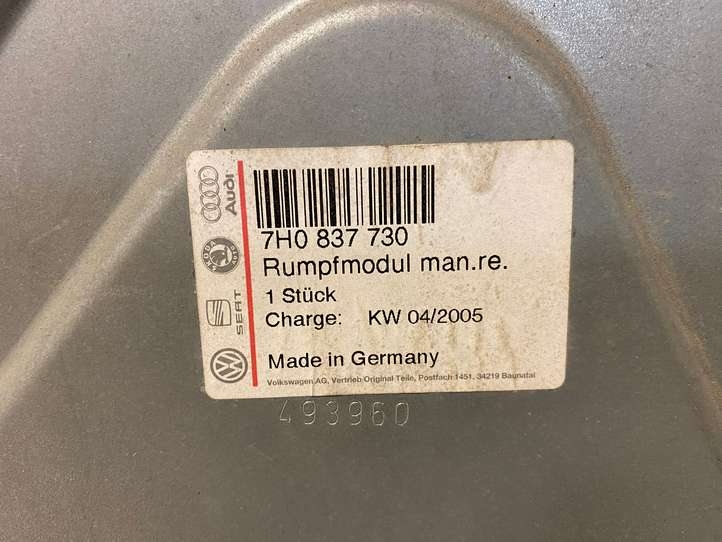 Audi
SKODA
AUTO
SEAT
7H0 837 730
Rumpfmodul man.re.
1 Stück
Charge: KW 04/2005
Made in Germany
Volkswagen AG, Vertrieb Original Teile, Postfach 1451, 34219 Baunatal
493960